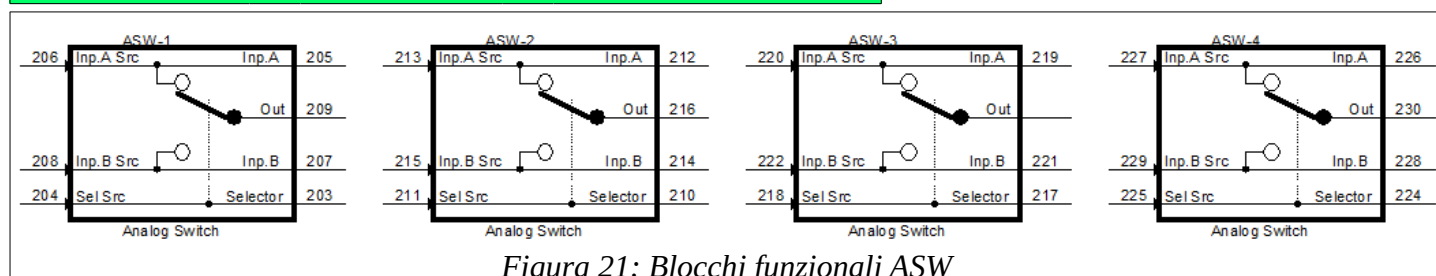 ASW-1 ASW-2 ASW-3 ASW-4
206 Inp.A Src Inp.A 205 213 Inp.A Src Inp.A 212 220 Inp.A Src Inp.A 219 227 Inp.A Src Inp.A 226
Out 209 Out 216 Out Out 230
208 Inp.B Src Inp.B 207 215 Inp.B Src Inp.B 214 222 Inp.B Src Inp.B 221 229 Inp.B Src Inp.B 228
204 Sel Src Selector 203 211 Sel Src Selector 210 218 Sel Src Selector 217 225 Sel Src Selector 224
Analog Switch Analog Switch Analog Switch Analog Switch
Figura 21: Blocchi funzionali ASW